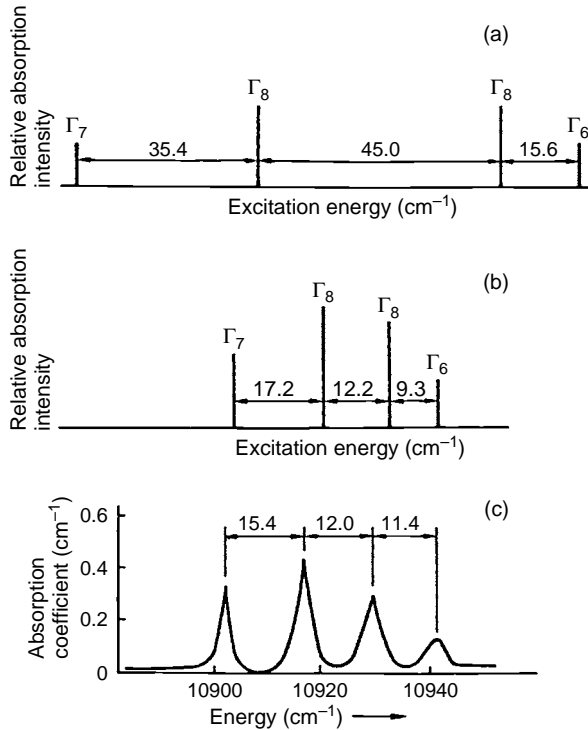 (a)
Relative absorption
intensity
Γ7
Γ8
Γ8
Γ6
35.4
45.0
15.6
Excitation energy (cm⁻¹)
(b)
Relative absorption
intensity
Γ7
Γ8
Γ8
Γ6
17.2
12.2
9.3
Excitation energy (cm⁻¹)
(c)
Absorption
coefficient (cm⁻¹)
0.6
0.4
0.2
0
15.4
12.0
11.4
10900
10920
10940
Energy (cm⁻¹)